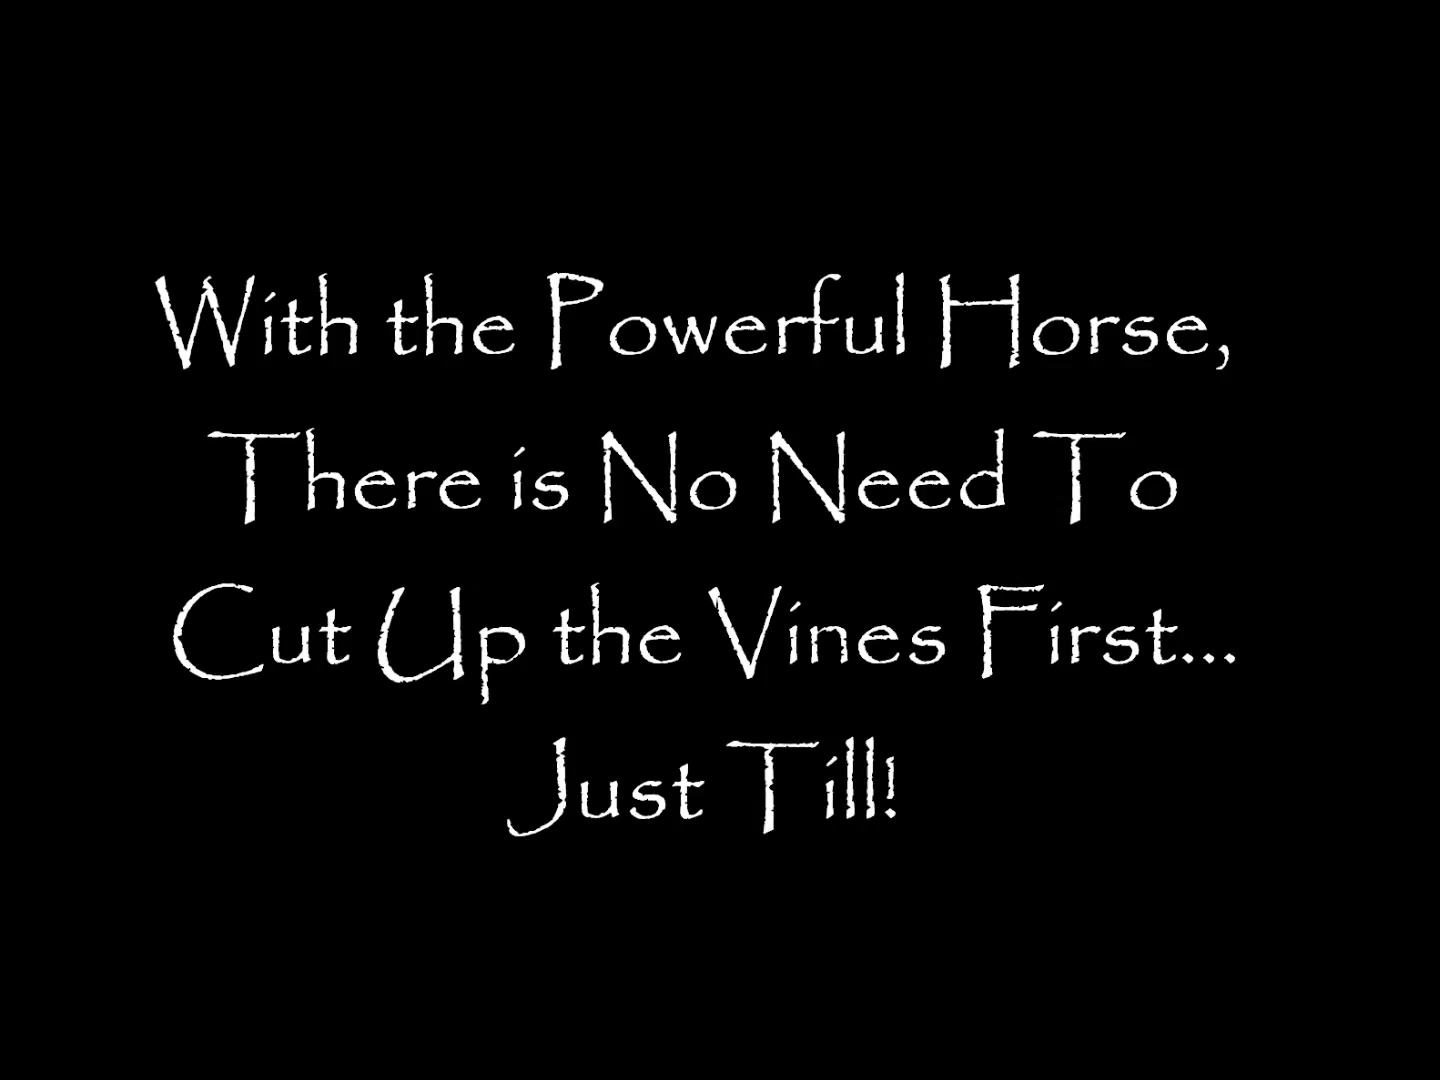 With the Powerful Horse,
There is No Need To
Cut Up the Vines First...
Just Till!